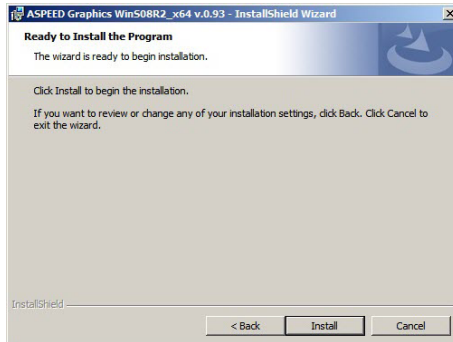 ASPEED Graphics WinS08R2_x64 v.0.93 - InstallShield Wizard
Ready to Install the Program
The wizard is ready to begin installation.
Click Install to begin the installation.
If you want to review or change any of your installation settings, click Back. Click Cancel to
exit the wizard.
InstallShield
< Back Install Cancel